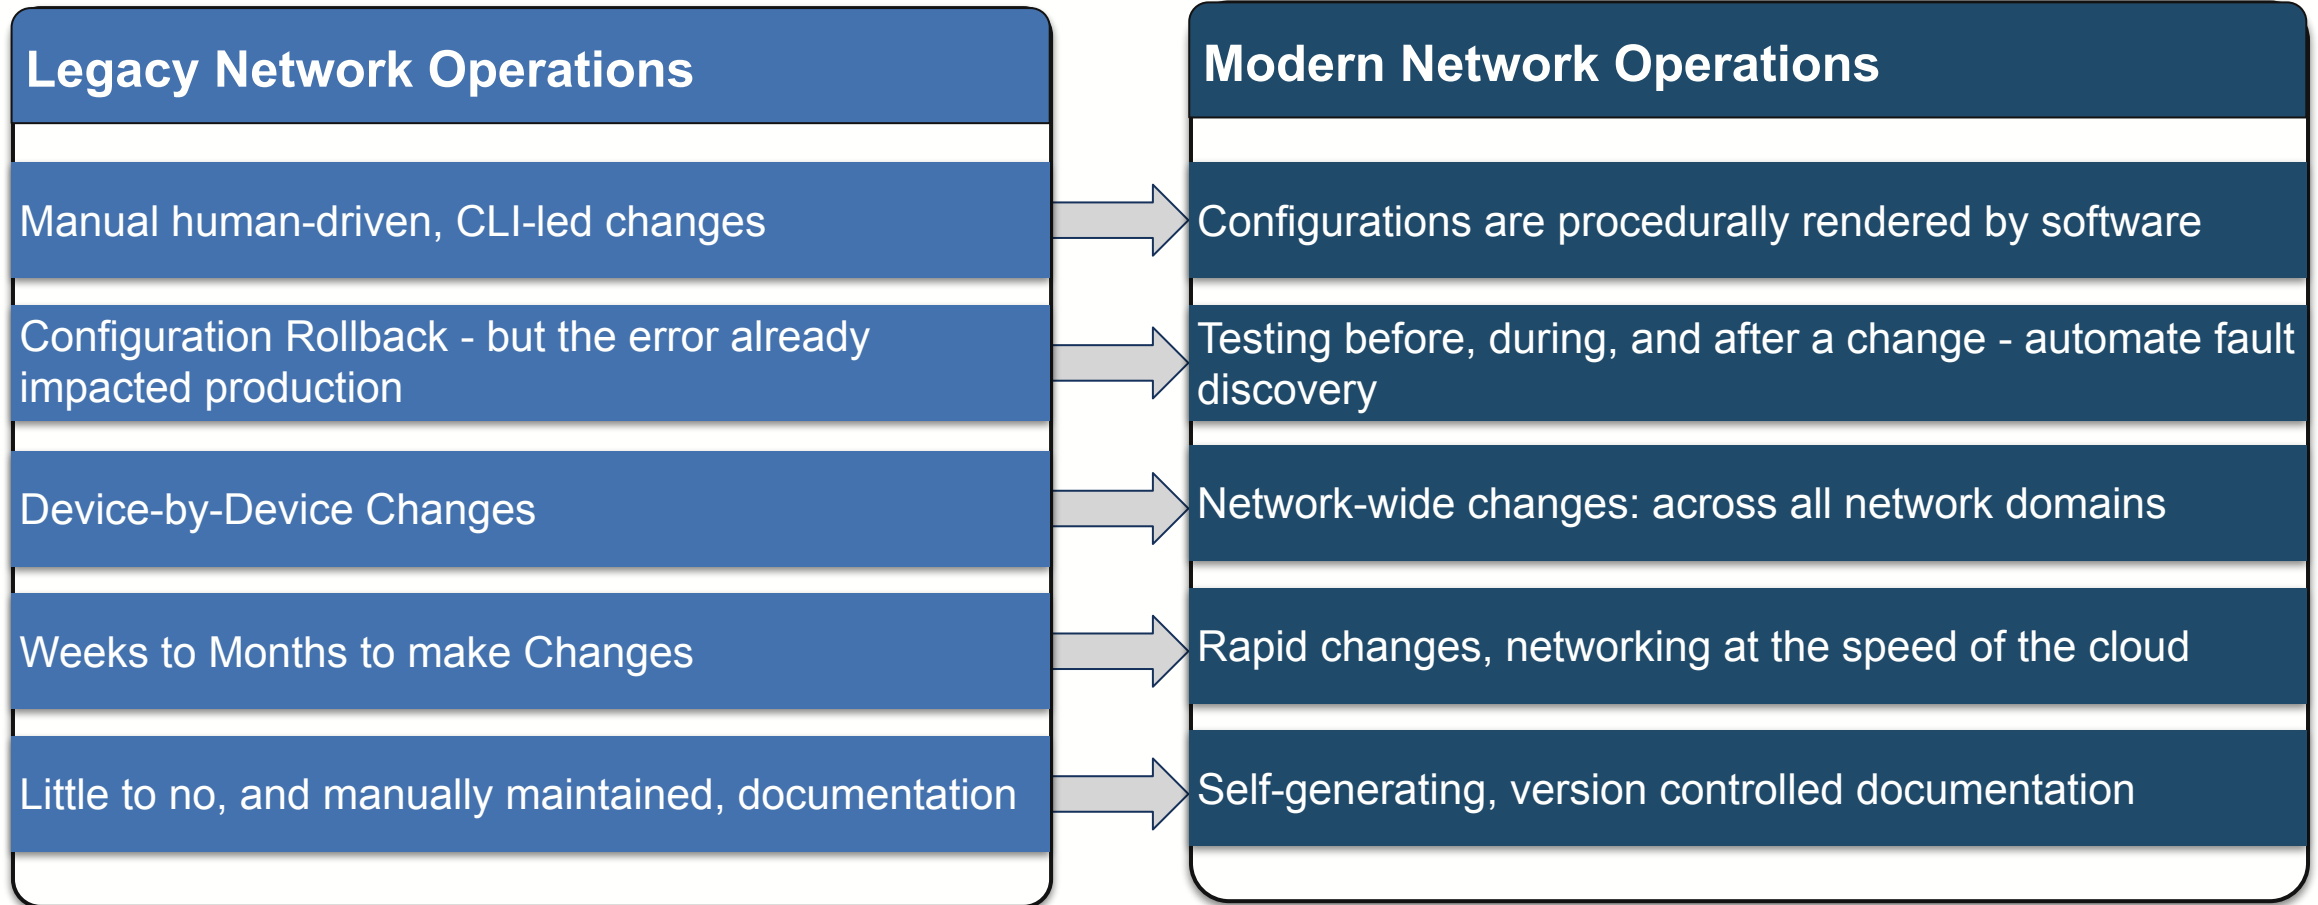 Legacy Network Operations
Manual human-driven, CLI-led changes
Configuration Rollback - but the error already
impacted production
Device-by-Device Changes
Weeks to Months to make Changes
Little to no, and manually maintained, documentation
Modern Network Operations
Configurations are procedurally rendered by software
Testing before, during, and after a change - automate fault
discovery
Network-wide changes: across all network domains
Rapid changes, networking at the speed of the cloud
Self-generating, version controlled documentation